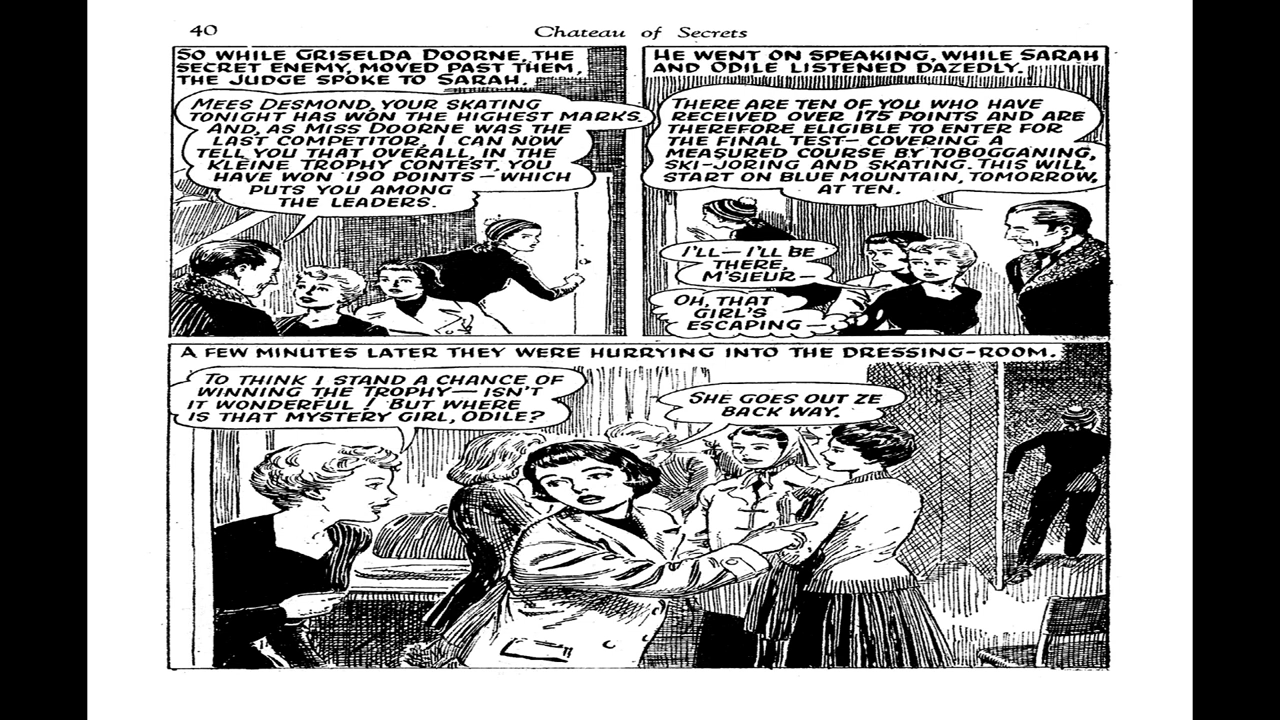 40
Chateau of Secrets
SO WHILE GRISELDA DOORNE, THE
SECRET ENEMY, MOVED PAST THEM,
THE JUDGE SPOKE TO SARAH.
MEES DESMOND, YOUR SKATING
TONIGHT HAS WON THE HIGHEST MARKS.
AND, AS MISS DOORNE WAS THE
LAST COMPETITOR, I CAN NOW
TELL YOU THAT OVERALL, IN THE
KLEINE TROPHY CONTEST, YOU
HAVE WON 190 POINTS — WHICH
PUTS YOU AMONG
THE LEADERS.
HE WENT ON SPEAKING, WHILE SARAH
AND ODILE LISTENED DAZEDLY.
THERE ARE TEN OF YOU WHO HAVE
RECEIVED OVER 175 POINTS AND ARE
THEREFORE ELIGIBLE TO ENTER FOR
THE FINAL TEST— COVERING A
MEASURED COURSE BY TOBOGGANING,
SKI-JORING AND SKATING. THIS WILL
START ON BLUE MOUNTAIN, TOMORROW,
AT TEN.
I'LL— I'LL BE
THERE,
M'SIEUR—
OH, THAT
GIRL'S
ESCAPING—
A FEW MINUTES LATER THEY WERE HURRYING INTO THE DRESSING-ROOM.
TO THINK I STAND A CHANCE OF
WINNING THE TROPHY— ISN'T
IT WONDERFUL! BUT WHERE
IS THAT MYSTERY GIRL, ODILE?
SHE GOES OUT ZE
BACK WAY.